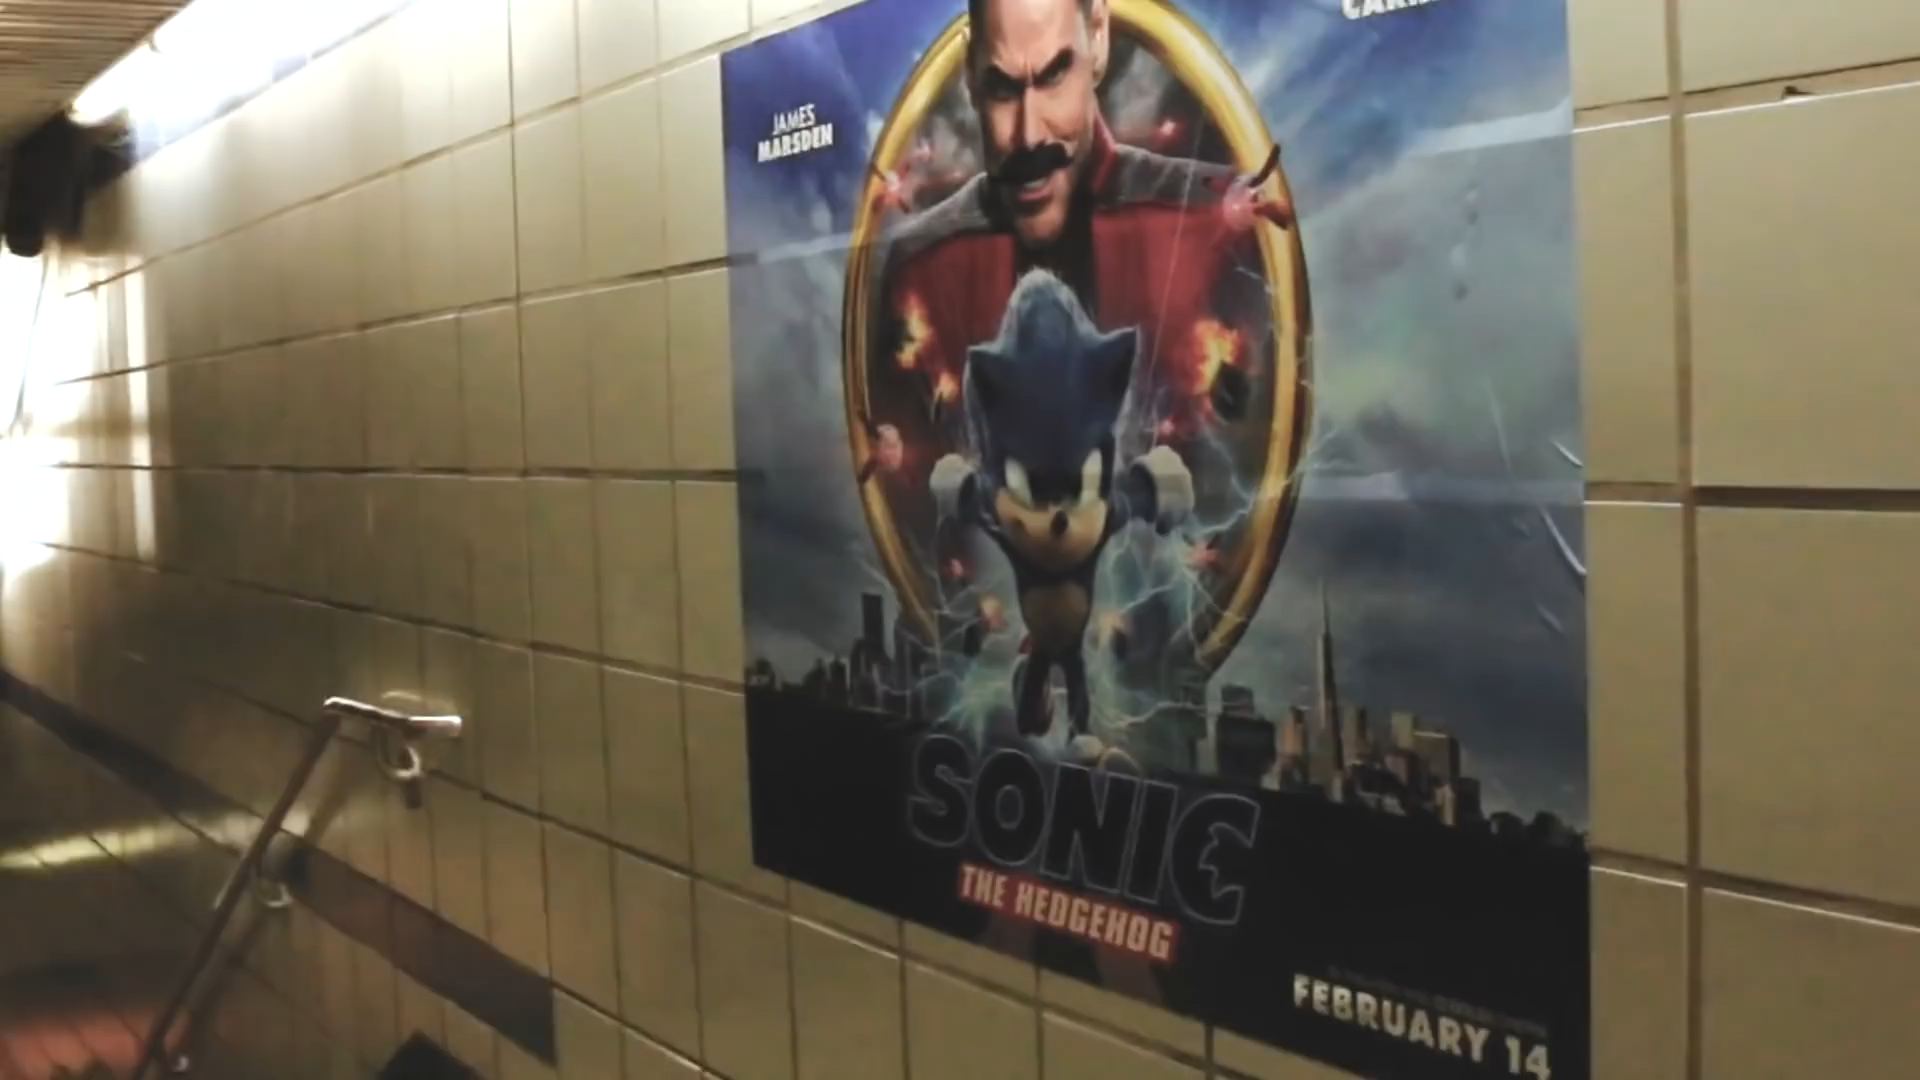 JAMES
MARSDEN
SONIC
THE HEDGEHOG
FEBRUARY 14